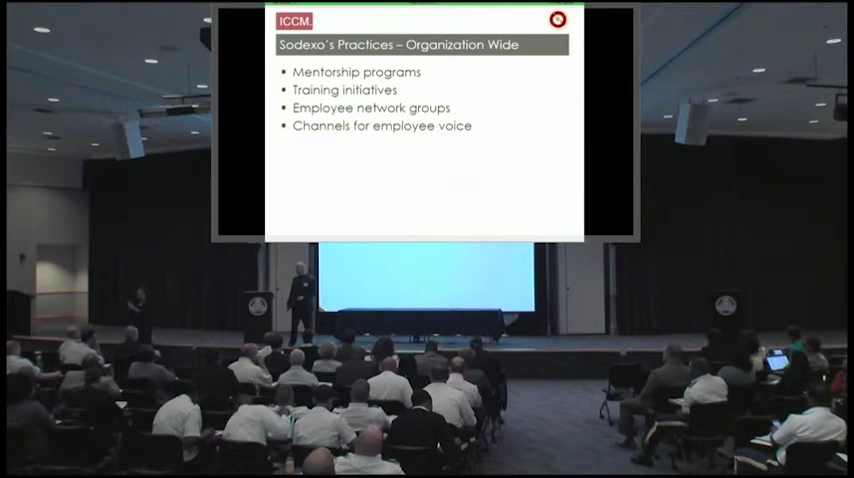 ICCM.
Sodexo's Practices – Organization Wide
▪ Mentorship programs
▪ Training initiatives
▪ Employee network groups
▪ Channels for employee voice